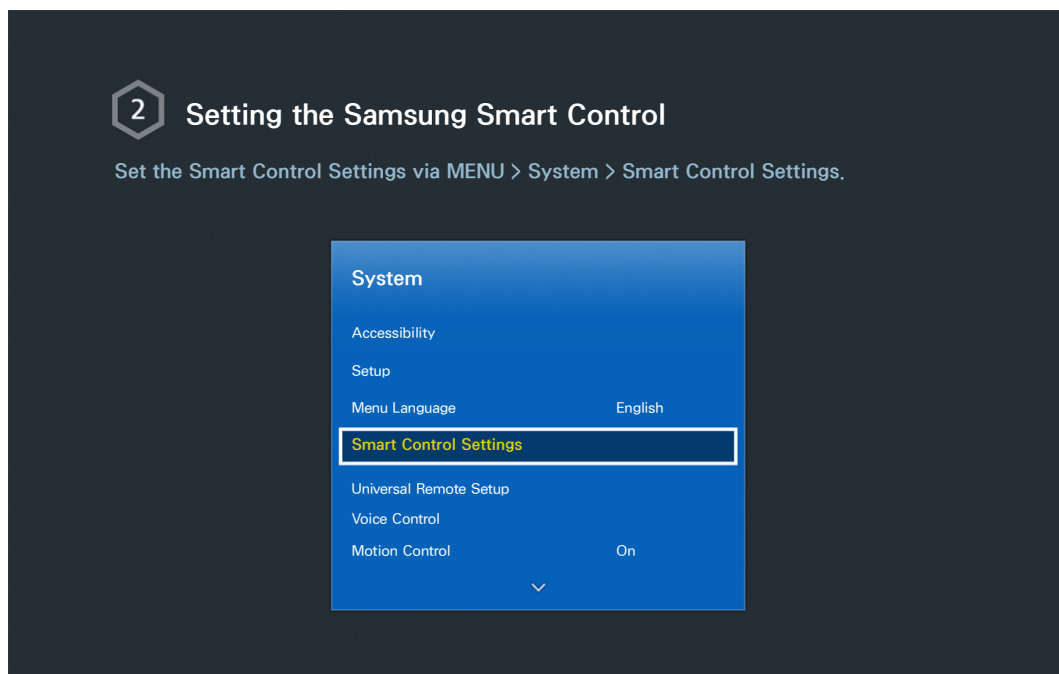 2
Setting the Samsung Smart Control
Set the Smart Control Settings via MENU > System > Smart Control Settings.
System
Accessibility
Setup
Menu Language English
Smart Control Settings
Universal Remote Setup
Voice Control
Motion Control On